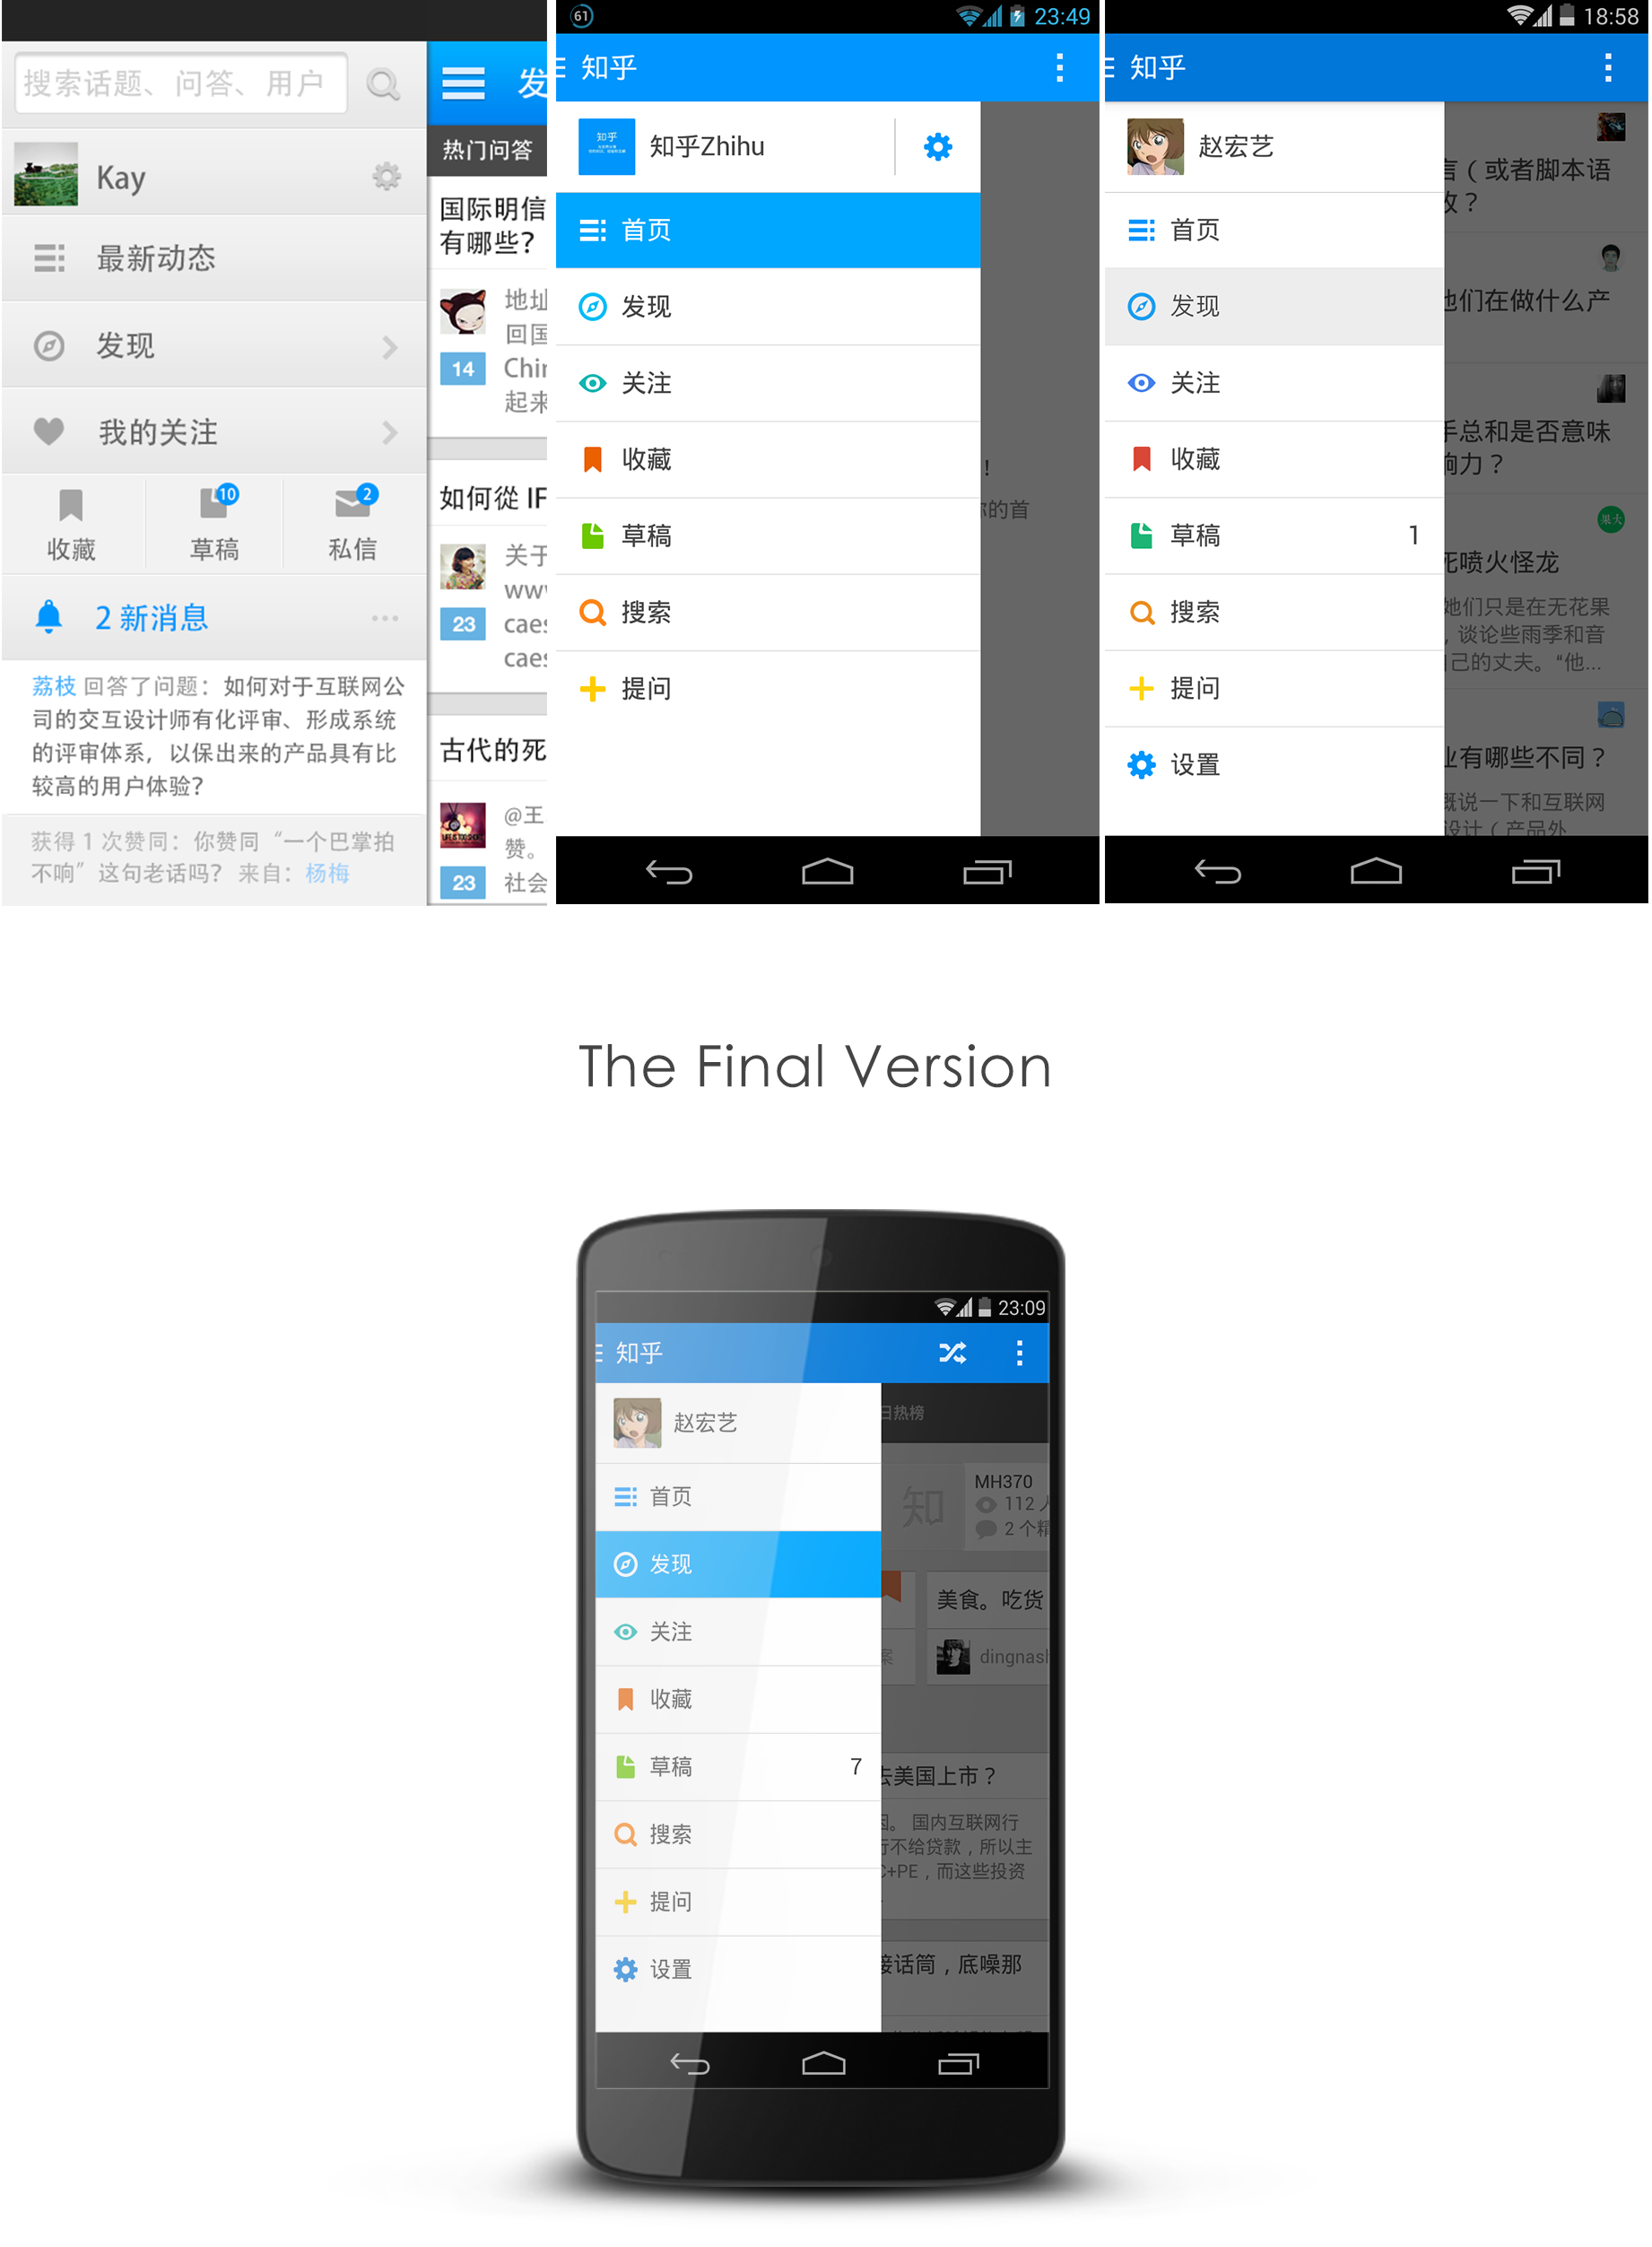 搜索话题、问答、用户
Kay
最新动态
发现
我的关注
10
2
收藏
草稿
私信
2 新消息
荔枝 回答了问题：如何对于互联网公
司的交互设计师有化评审、形成系统
的评审体系，以保出来的产品具有比
较高的用户体验？
获得 1 次赞同：你赞同“一个巴掌拍
不响”这句老话吗？ 来自：杨梅
发
热门问答
国际明信
有哪些？
地址
回国
Chin
起来
14
如何從 IF
关于
www
caes
caes
23
古代的死
@王
赞。
社会
23
61
23:49
知乎
知乎
知乎Zhihu
首页
发现
关注
收藏
草稿
搜索
提问
！
你的首
18:58
知乎
赵宏艺
首页
发现
关注
收藏
草稿
1
搜索
提问
设置
言（或者脚本语
？
他们在做什么产
手总和是否意味
响力？
果壳
死喷火怪龙
她们只是在无花果
，谈论些雨季和音
自己的丈夫。“他...
业有哪些不同？
概说一下和互联网
设计（产品外
The Final Version
23:09
知乎
赵宏艺
首页
发现
关注
收藏
草稿
7
搜索
提问
设置
日热榜
知
MH370
112 人
2 个精
美食。吃货
案
dingnash
去美国上市？
因。国内互联网行
行不给贷款，所以主
C+PE，而这些投资
接话筒，底噪那